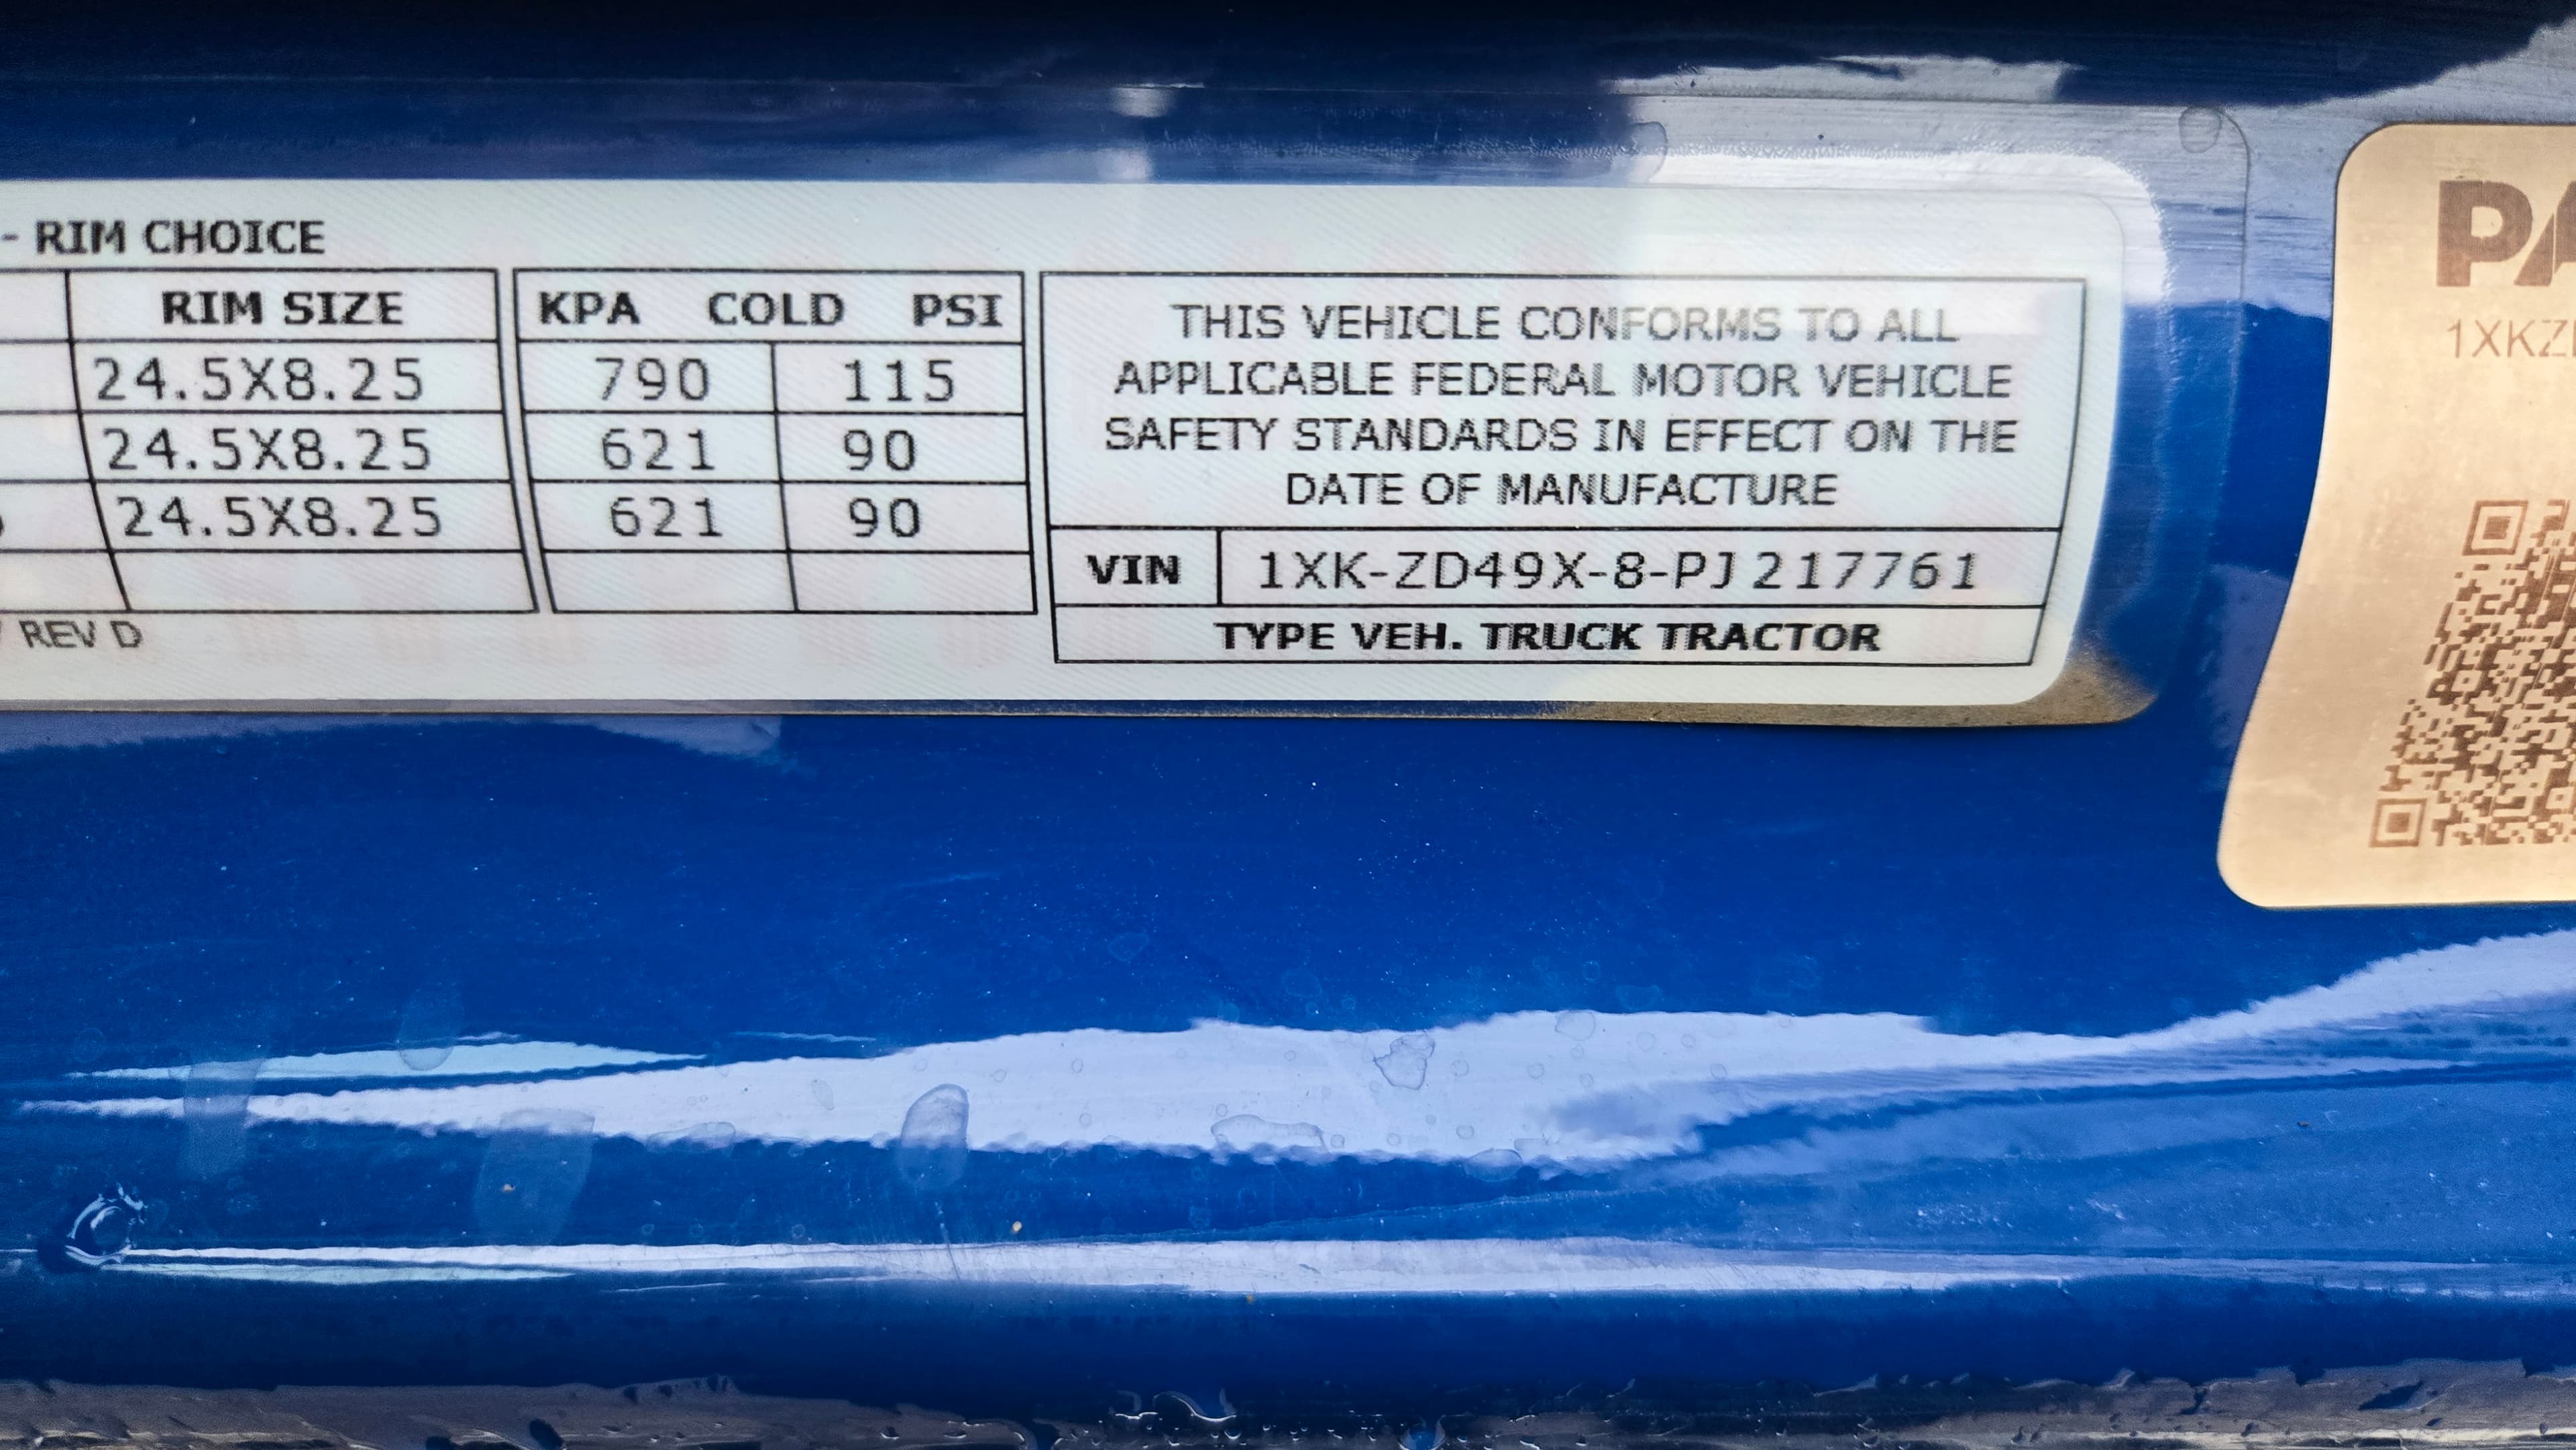 - RIM CHOICE
RIM SIZE KPA COLD PSI
24.5X8.25 790 115
24.5X8.25 621 90
24.5X8.25 621 90
REV D
THIS VEHICLE CONFORMS TO ALL
APPLICABLE FEDERAL MOTOR VEHICLE
SAFETY STANDARDS IN EFFECT ON THE
DATE OF MANUFACTURE
VIN 1XK-ZD49X-8-PJ217761
TYPE VEH. TRUCK TRACTOR
PA
1XKZ